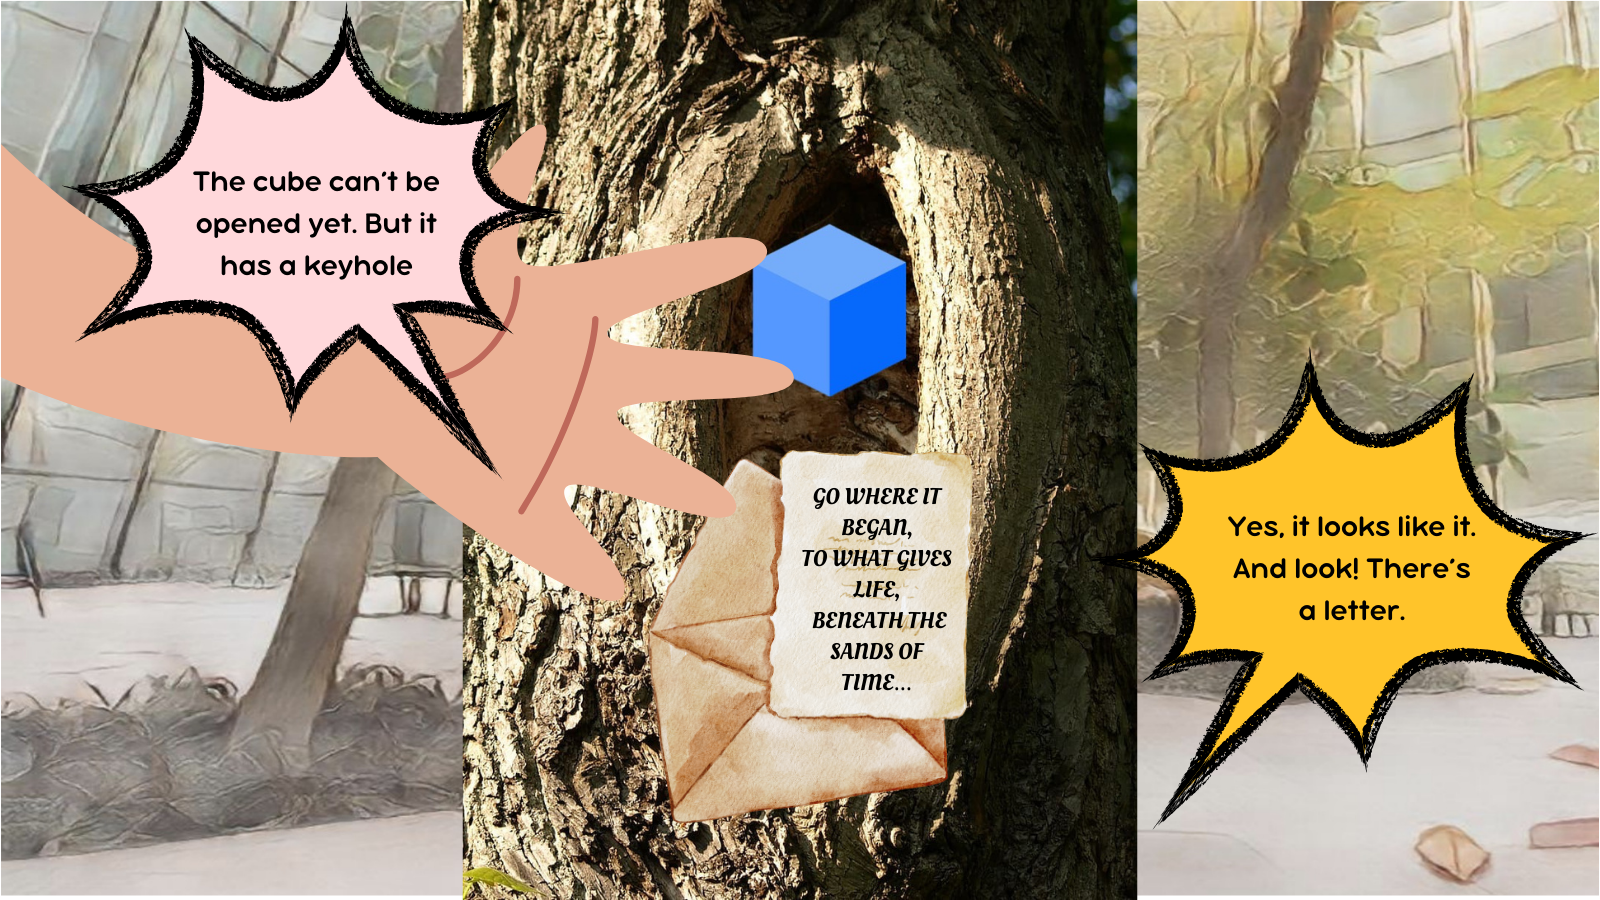 The cube can't be
opened yet. But it
has a keyhole
GO WHERE IT
BEGAN,
TO WHAT GIVES
LIFE,
BENEATH THE
SANDS OF
TIME...
Yes, it looks like it.
And look! There's
a letter.